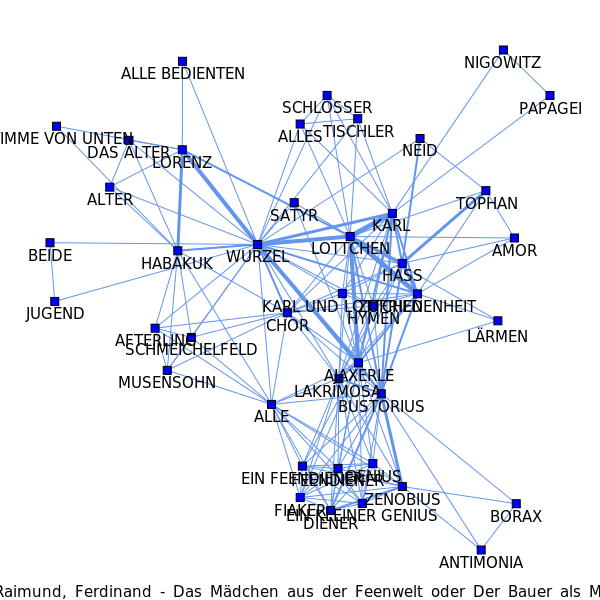 NIGOWITZ
ALLE BEDIENTEN
SCHLOSSER
PAPAGEI
ALLES
TISCHLER
IMME VON UNTEN
DAS ALTER
LORENZ
NEID
ALTER
TOPHAN
SATYR
KARL
LOTTCHEN
AMOR
BEIDE
HABAKUK
WURZEL
HASS
KARL UND LOTTCHEN
ZUFRIEDENHEIT
JUGEND
HYMEN
CHOR
LÄRMEN
AFTERLING
SCHMEICHELFELD
MUSENSOHN
AJAXERLE
LAKRIMOSA
BUSTORIUS
ALLE
EIN FEENDIENER
FEENDIENER
GENIUS
ZENOBIUS
FIAKER
EIN KLEINER GENIUS
DIENER
BORAX
ANTIMONIA
Raimund, Ferdinand - Das Mädchen aus der Feenwelt oder Der Bauer als M